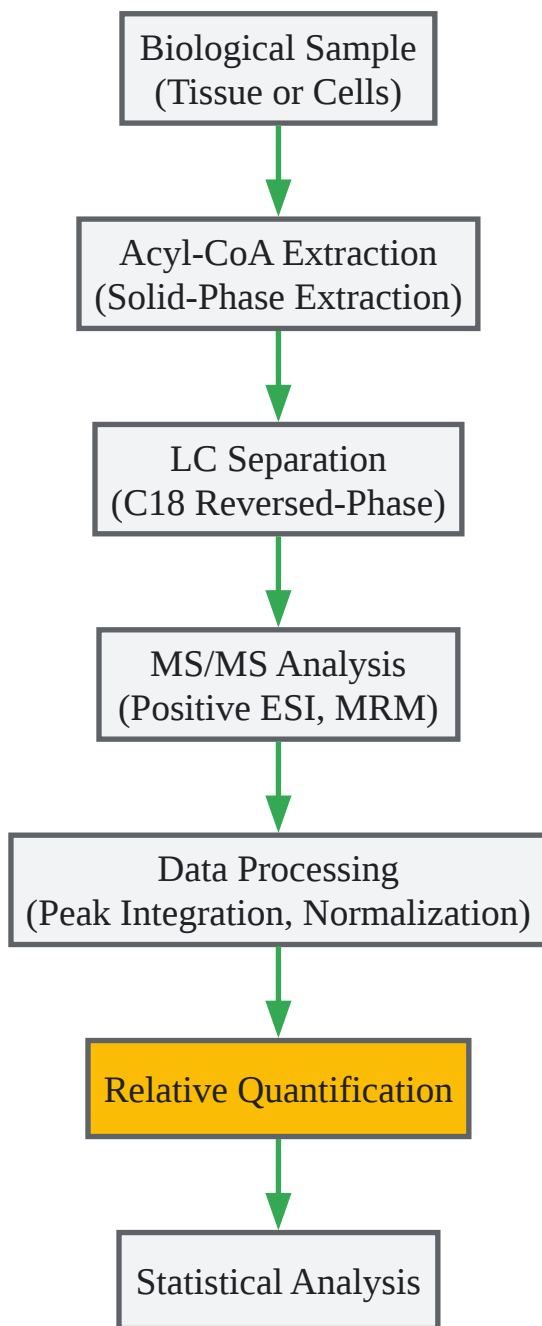 Biological Sample
(Tissue or Cells)
Acyl-CoA Extraction
(Solid-Phase Extraction)
LC Separation
(C18 Reversed-Phase)
MS/MS Analysis
(Positive ESI, MRM)
Data Processing
(Peak Integration, Normalization)
Relative Quantification
Statistical Analysis